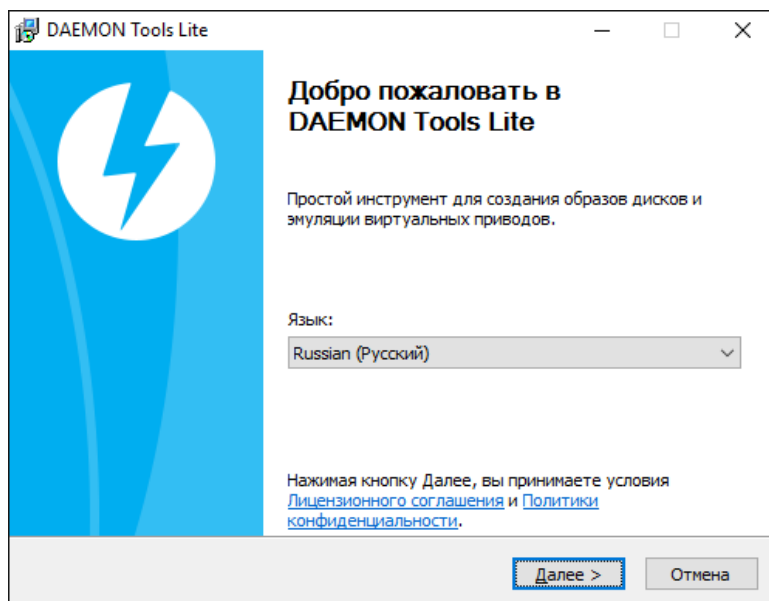 DAEMON Tools Lite
Добро пожаловать в
DAEMON Tools Lite
Простой инструмент для создания образов дисков и
эмуляции виртуальных приводов.
Язык:
Russian (Русский)
Нажимая кнопку Далее, вы принимаете условия
Лицензионного соглашения и Политики
конфиденциальности.
Далее >
Отмена